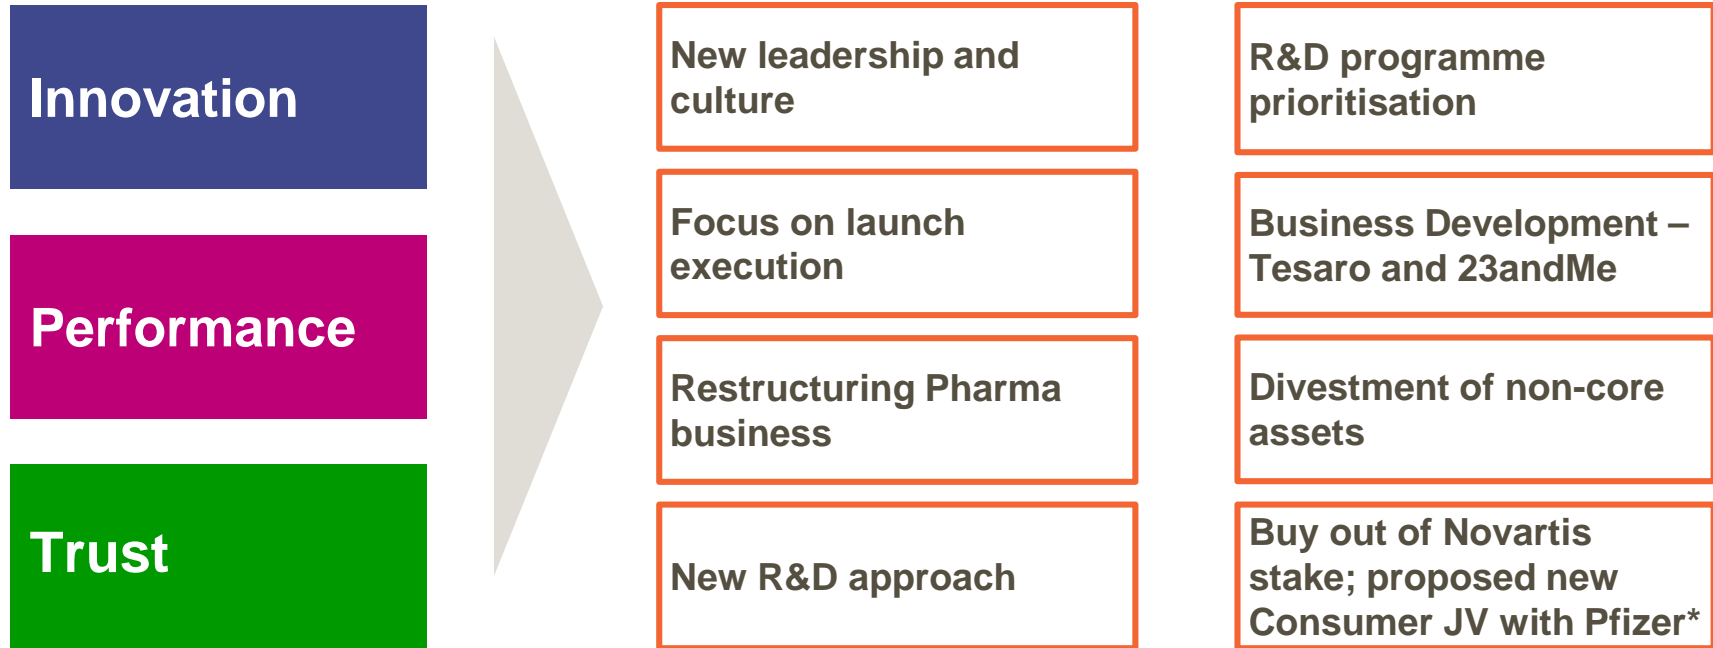 Innovation
Performance
Trust
New leadership and
culture
Focus on launch
execution
Restructuring Pharma
business
New R&D approach
R&D programme
prioritisation
Business Development –
Tesaro and 23andMe
Divestment of non-core
assets
Buy out of Novartis
stake; proposed new
Consumer JV with Pfizer*